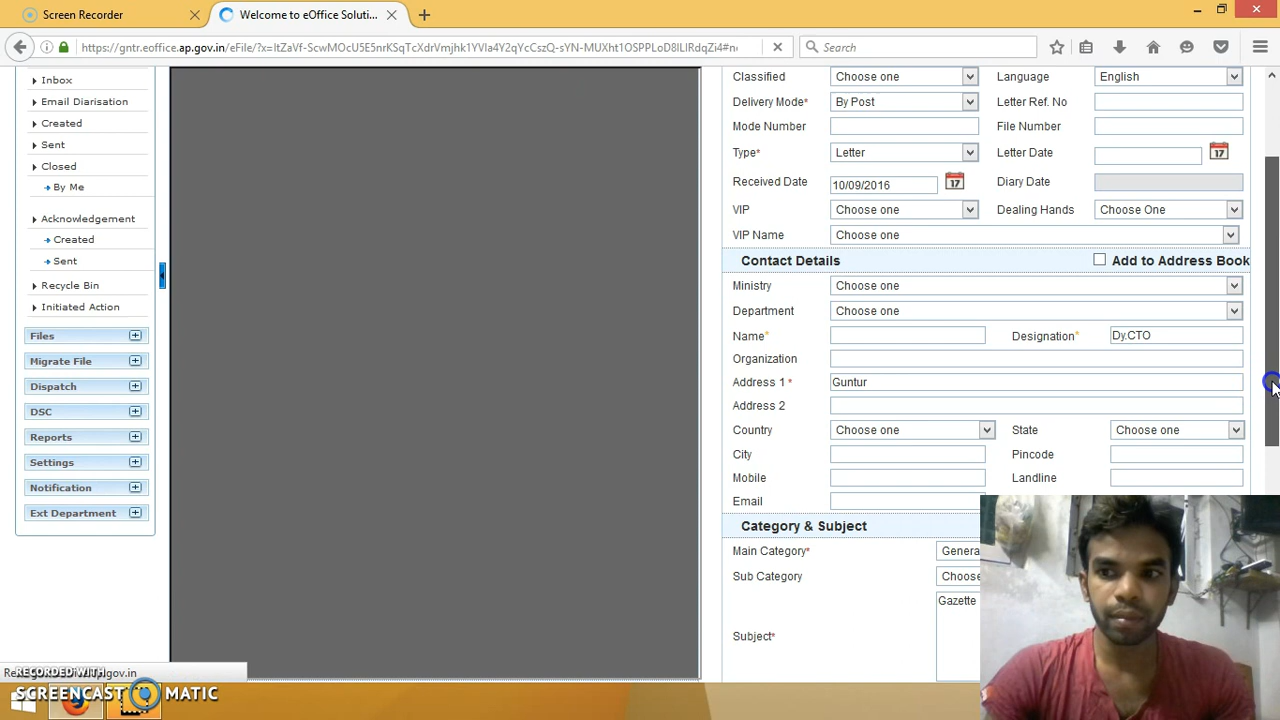 Screen Recorder
Welcome to eOffice Soluti...
https://gntr.eoffice.ap.gov.in/eFile/?x=
Search
Inbox
Email Diarisation
Created
Sent
Closed
By Me
Acknowledgement
Created
Sent
Recycle Bin
Initiated Action
Files
Migrate File
Dispatch
DSC
Reports
Settings
Notification
Ext Department
Classified Choose one Language English
Delivery Mode* By Post Letter Ref. No
Mode Number File Number
Type* Letter Letter Date 17
Received Date 10/09/2016 17 Diary Date
VIP Choose one Dealing Hands Choose One
VIP Name Choose one
Contact Details Add to Address Book
Ministry Choose one
Department Choose one
Name* Designation* Dy.CTO
Organization
Address 1 * Guntur
Address 2
Country Choose one State Choose one
City Pincode
Mobile Landline
Email
Category & Subject
Main Category* Genera
Sub Category Choos
Gazette
Subject*
RECORDED WITH
SCREENCAST MATIC